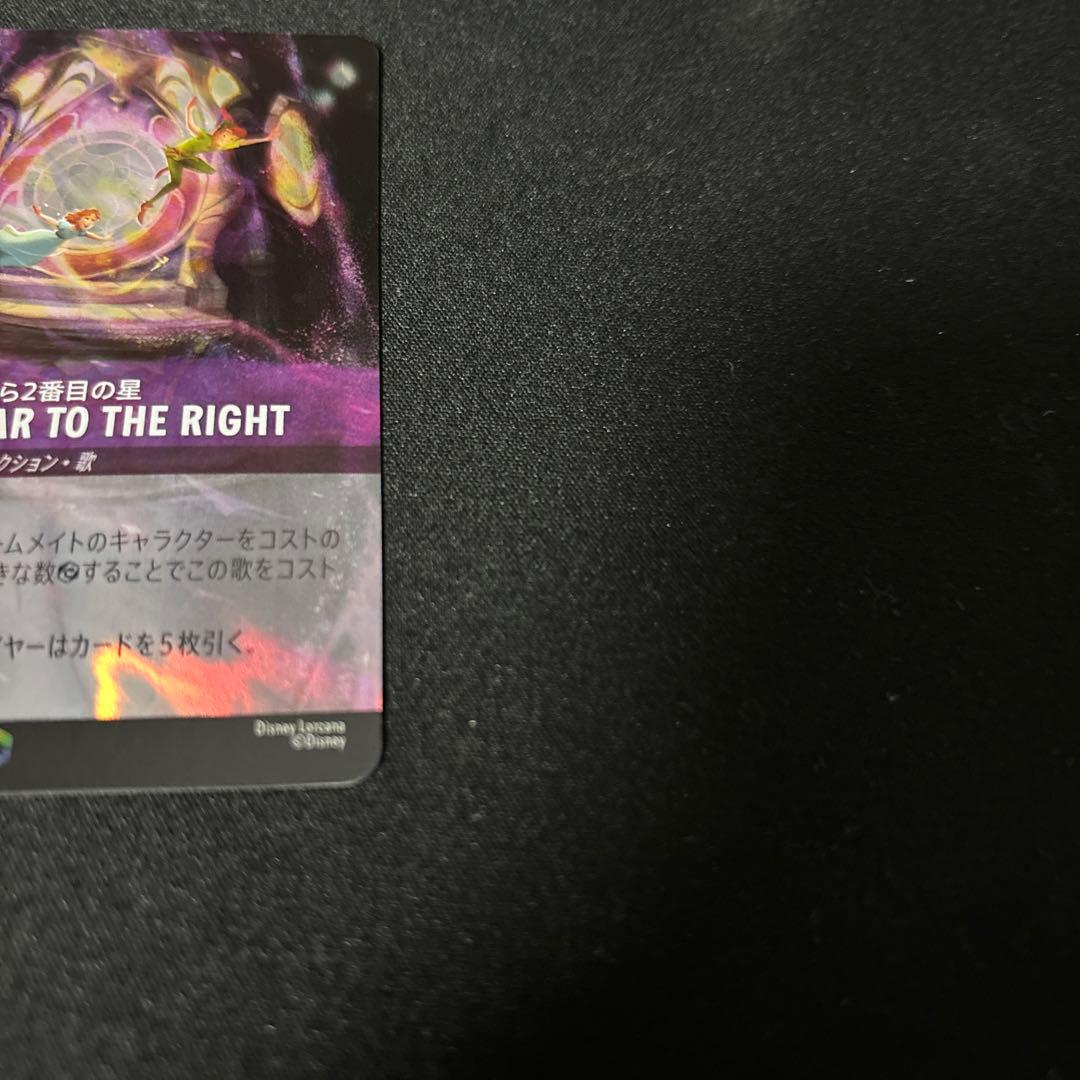 ら2番目の星
AR TO THE RIGHT
クション・歌
ームメイトのキャラクターをコストの
きな数することでこの歌をコスト
イヤーはカードを5枚引く。
Disney Lorcana
©Disney